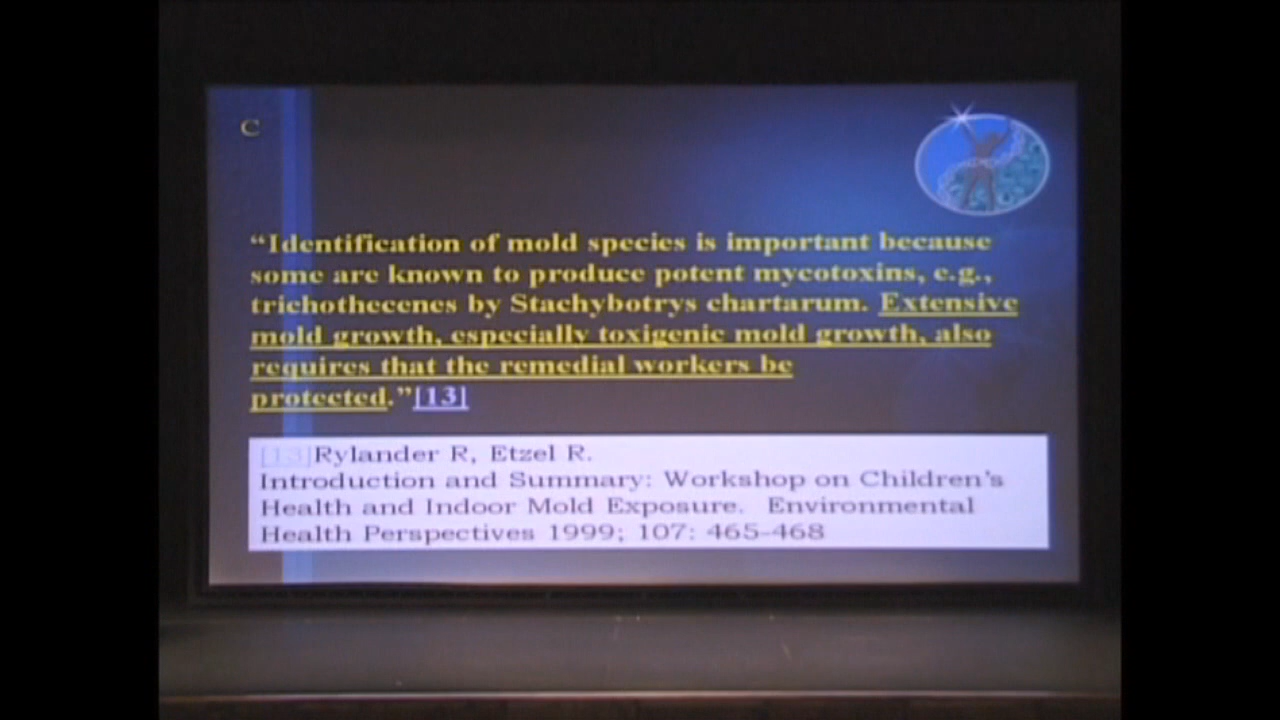 C
“Identification of mold species is important because
some are known to produce potent mycotoxins, e.g.,
trichothecenes by Stachybotrys chartarum. Extensive
mold growth, especially toxigenic mold growth, also
requires that the remedial workers be
protected.”[13]
[13]Rylander R, Etzel R.
Introduction and Summary: Workshop on Children’s
Health and Indoor Mold Exposure. Environmental
Health Perspectives 1999; 107: 465-468